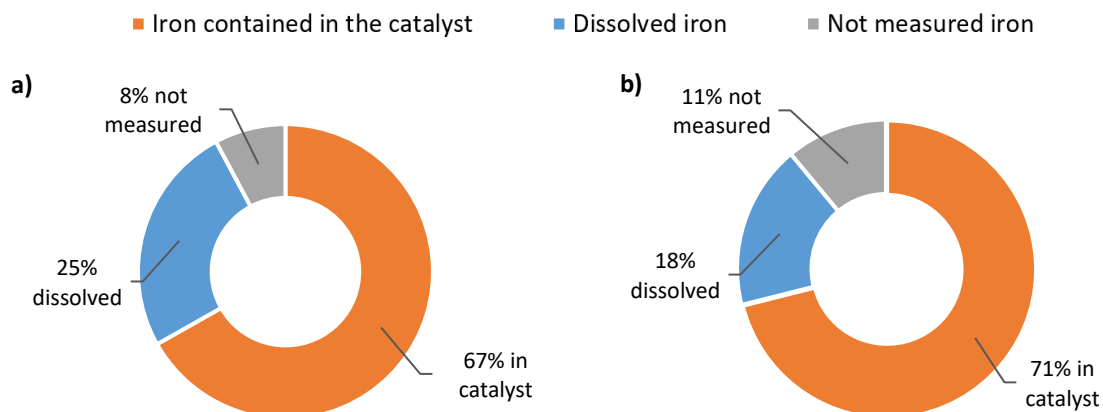 Iron contained in the catalyst Dissolved iron Not measured iron
a)
8% not
measured
25%
dissolved
67% in
catalyst
b)
11% not
measured
18%
dissolved
71% in
catalyst